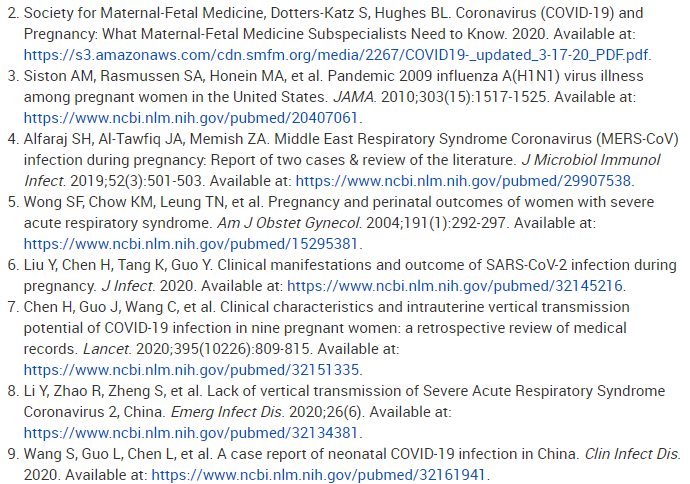 2. Society for Maternal-Fetal Medicine, Dotters-Katz S, Hughes BL. Coronavirus (COVID-19) and
Pregnancy: What Maternal-Fetal Medicine Subspecialists Need to Know. 2020. Available at:
https://s3.amazonaws.com/cdn.smfm.org/media/2267/COVID19-_updated_3-17-20_PDF.pdf.
3. Siston AM, Rasmussen SA, Honein MA, et al. Pandemic 2009 influenza A(H1N1) virus illness
among pregnant women in the United States. JAMA. 2010;303(15):1517-1525. Available at:
https://www.ncbi.nlm.nih.gov/pubmed/20407061.
4. Alfaraj SH, Al-Tawfiq JA, Memish ZA. Middle East Respiratory Syndrome Coronavirus (MERS-CoV)
infection during pregnancy: Report of two cases & review of the literature. J Microbiol Immunol
Infect. 2019;52(3):501-503. Available at: https://www.ncbi.nlm.nih.gov/pubmed/29907538.
5. Wong SF, Chow KM, Leung TN, et al. Pregnancy and perinatal outcomes of women with severe
acute respiratory syndrome. Am J Obstet Gynecol. 2004;191(1):292-297. Available at:
https://www.ncbi.nlm.nih.gov/pubmed/15295381.
6. Liu Y, Chen H, Tang K, Guo Y. Clinical manifestations and outcome of SARS-CoV-2 infection during
pregnancy. J Infect. 2020. Available at: https://www.ncbi.nlm.nih.gov/pubmed/32145216.
7. Chen H, Guo J, Wang C, et al. Clinical characteristics and intrauterine vertical transmission
potential of COVID-19 infection in nine pregnant women: a retrospective review of medical
records. Lancet. 2020;395(10226):809-815. Available at:
https://www.ncbi.nlm.nih.gov/pubmed/32151335.
8. Li Y, Zhao R, Zheng S, et al. Lack of vertical transmission of Severe Acute Respiratory Syndrome
Coronavirus 2, China. Emerg Infect Dis. 2020;26(6). Available at:
https://www.ncbi.nlm.nih.gov/pubmed/32134381.
9. Wang S, Guo L, Chen L, et al. A case report of neonatal COVID-19 infection in China. Clin Infect Dis.
2020. Available at: https://www.ncbi.nlm.nih.gov/pubmed/32161941.